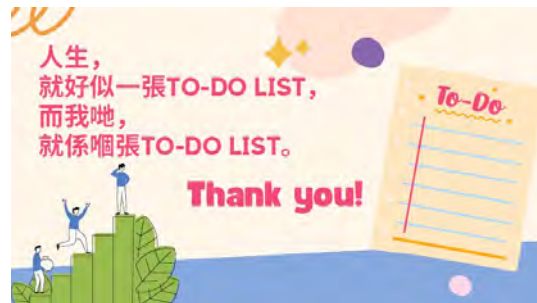 人生，
就好似一張TO-DO LIST，
而我哋，
就係嗰張TO-DO LIST。
Thank you!
To-Do